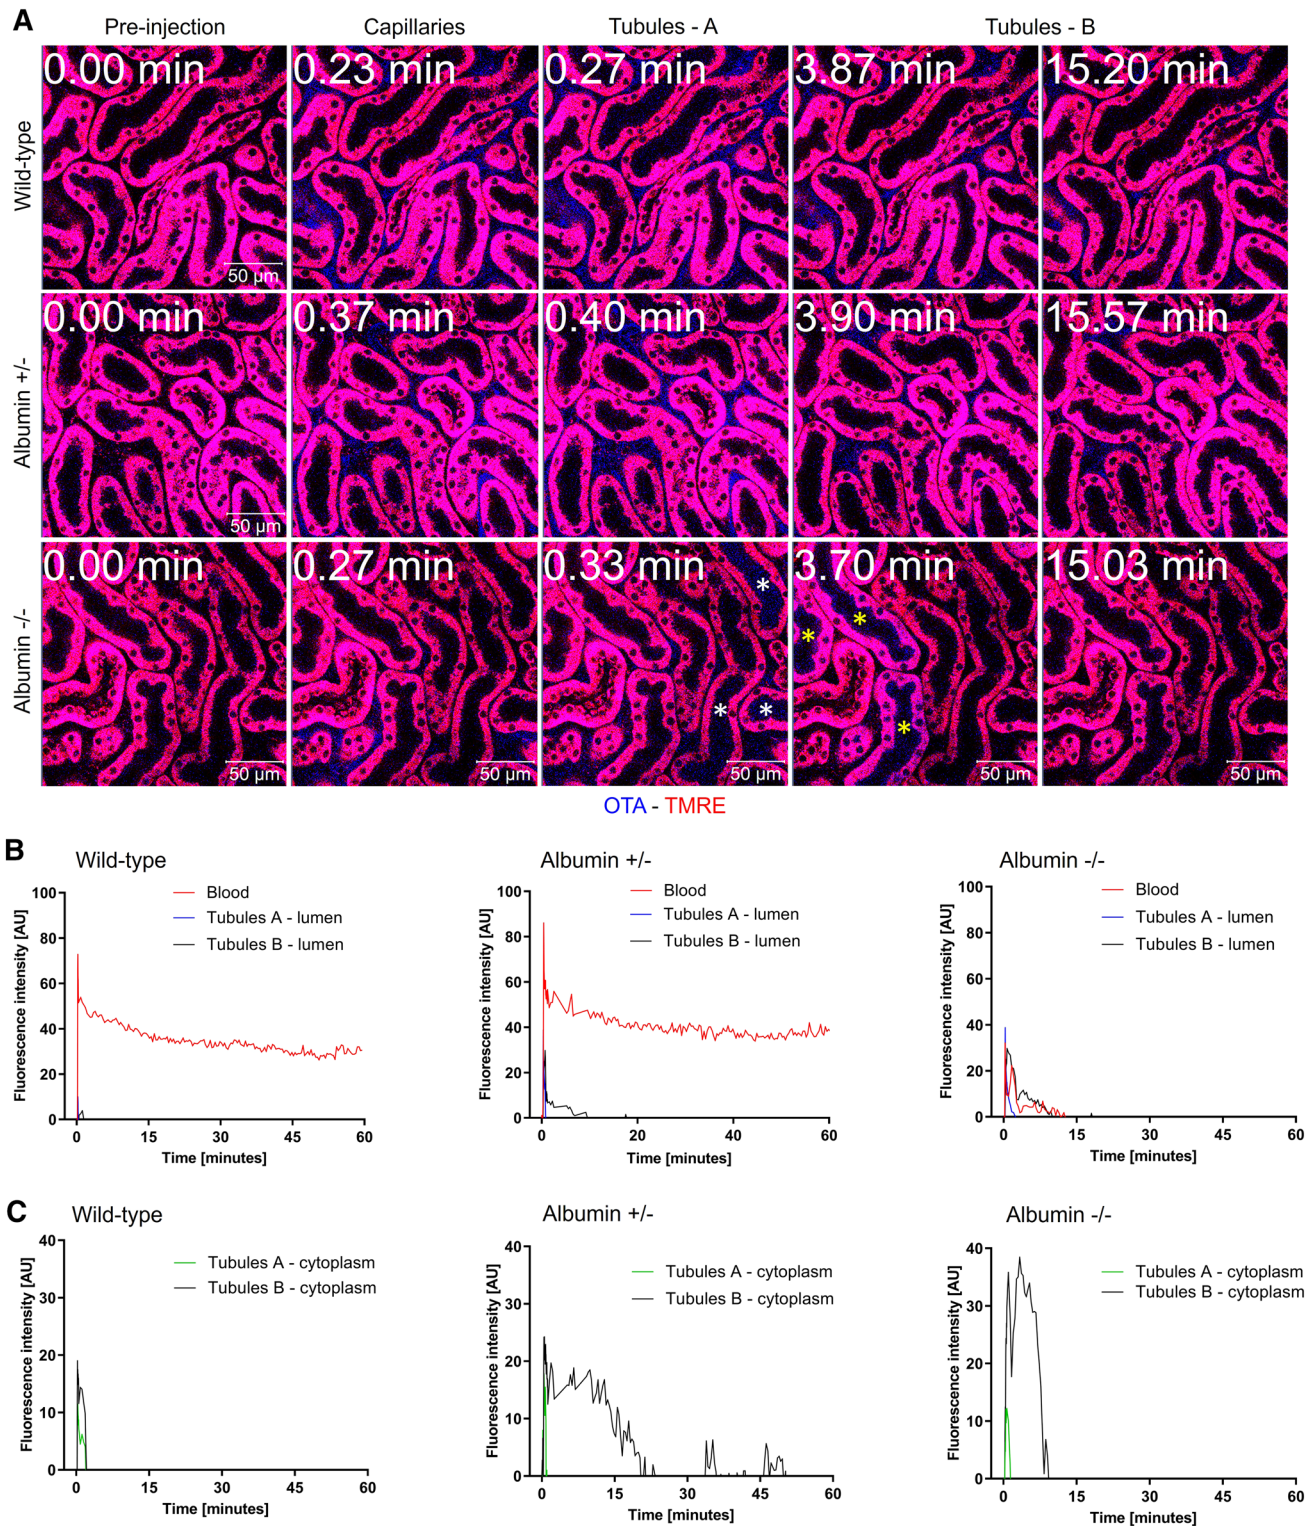 A
Pre-injection Capillaries Tubules - A Tubules - B
Wild-type
0.00 min 0.23 min 0.27 min 3.87 min 15.20 min
50 µm
Albumin +/-
0.00 min 0.37 min 0.40 min 3.90 min 15.57 min
50 µm
Albumin -/-
0.00 min 0.27 min 0.33 min 3.70 min 15.03 min
* * *
* * *
50 µm 50 µm 50 µm 50 µm 50 µm
OTA - TMRE
B
Wild-type
Fluorescence intensity [AU]
100
80
60
40
20
0
Blood
Tubules A - lumen
Tubules B - lumen
0 15 30 45 60
Time [minutes]
Albumin +/-
Fluorescence intensity [AU]
100
80
60
40
20
0
Blood
Tubules A - lumen
Tubules B - lumen
0 20 40 60
Time [minutes]
Albumin -/-
Fluorescence intensity [AU]
100
80
60
40
20
0
Blood
Tubules A - lumen
Tubules B - lumen
0 15 30 45 60
Time [minutes]
C
Wild-type
Fluorescence intensity [AU]
40
30
20
10
0
Tubules A - cytoplasm
Tubules B - cytoplasm
0 15 30 45 60
Time [minutes]
Albumin +/-
Fluorescence intensity [AU]
40
30
20
10
0
Tubules A - cytoplasm
Tubules B - cytoplasm
0 15 30 45 60
Time [minutes]
Albumin -/-
Fluorescence intensity [AU]
40
30
20
10
0
Tubules A - cytoplasm
Tubules B - cytoplasm
0 15 30 45 60
Time [minutes]